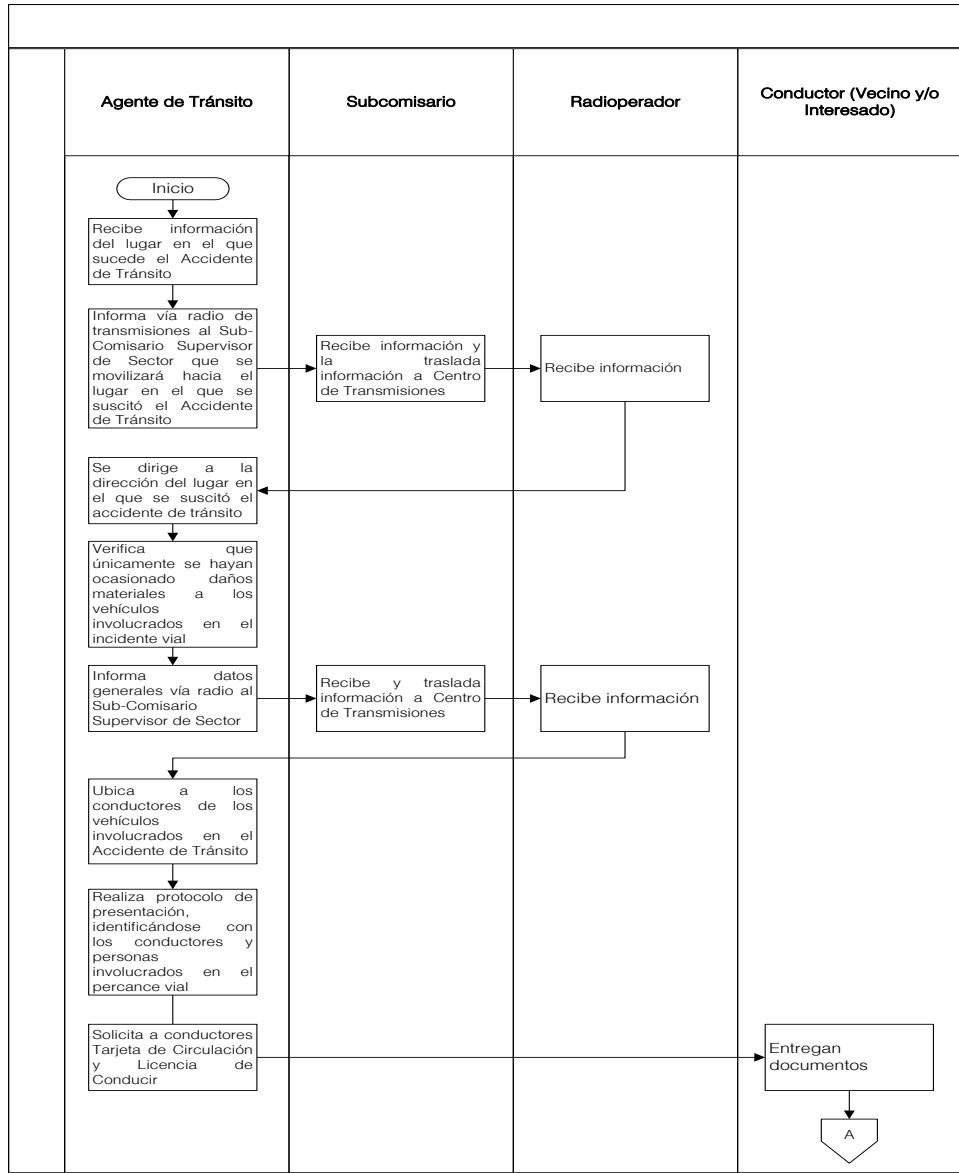 Agente de Tránsito
Subcomisario
Radioperador
Conductor (Vecino y/o
Interesado)
Inicio
Recibe información
del lugar en el que
sucede el Accidente
de Tránsito
Informa vía radio de
transmisiones al Sub-
Comisario Supervisor
de Sector que se
movilizará hacia el
lugar en el que se
suscitó el Accidente
de Tránsito
Recibe información y
la traslada
información a Centro
de Transmisiones
Recibe información
Se dirige a la
dirección del lugar en
el que se suscitó el
accidente de tránsito
Verifica que
únicamente se hayan
ocasionado daños
materiales a los
vehículos
involucrados en el
incidente vial
Informa datos
generales vía radio al
Sub-Comisario
Supervisor de Sector
Recibe y traslada
información a Centro
de Transmisiones
Recibe información
Ubica a los
conductores de los
vehículos
involucrados en el
Accidente de Tránsito
Realiza protocolo de
presentación,
identificándose con
los conductores y
personas
involucrados en el
percance vial
Solicita a conductores
Tarjeta de Circulación
y Licencia de
Conducir
Entregan
documentos
A